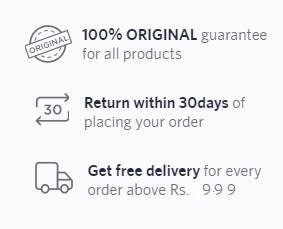 ORIGINAL
100% ORIGINAL guarantee
for all products
30
Return within 30days of
placing your order
Get free delivery for every
order above Rs. 999